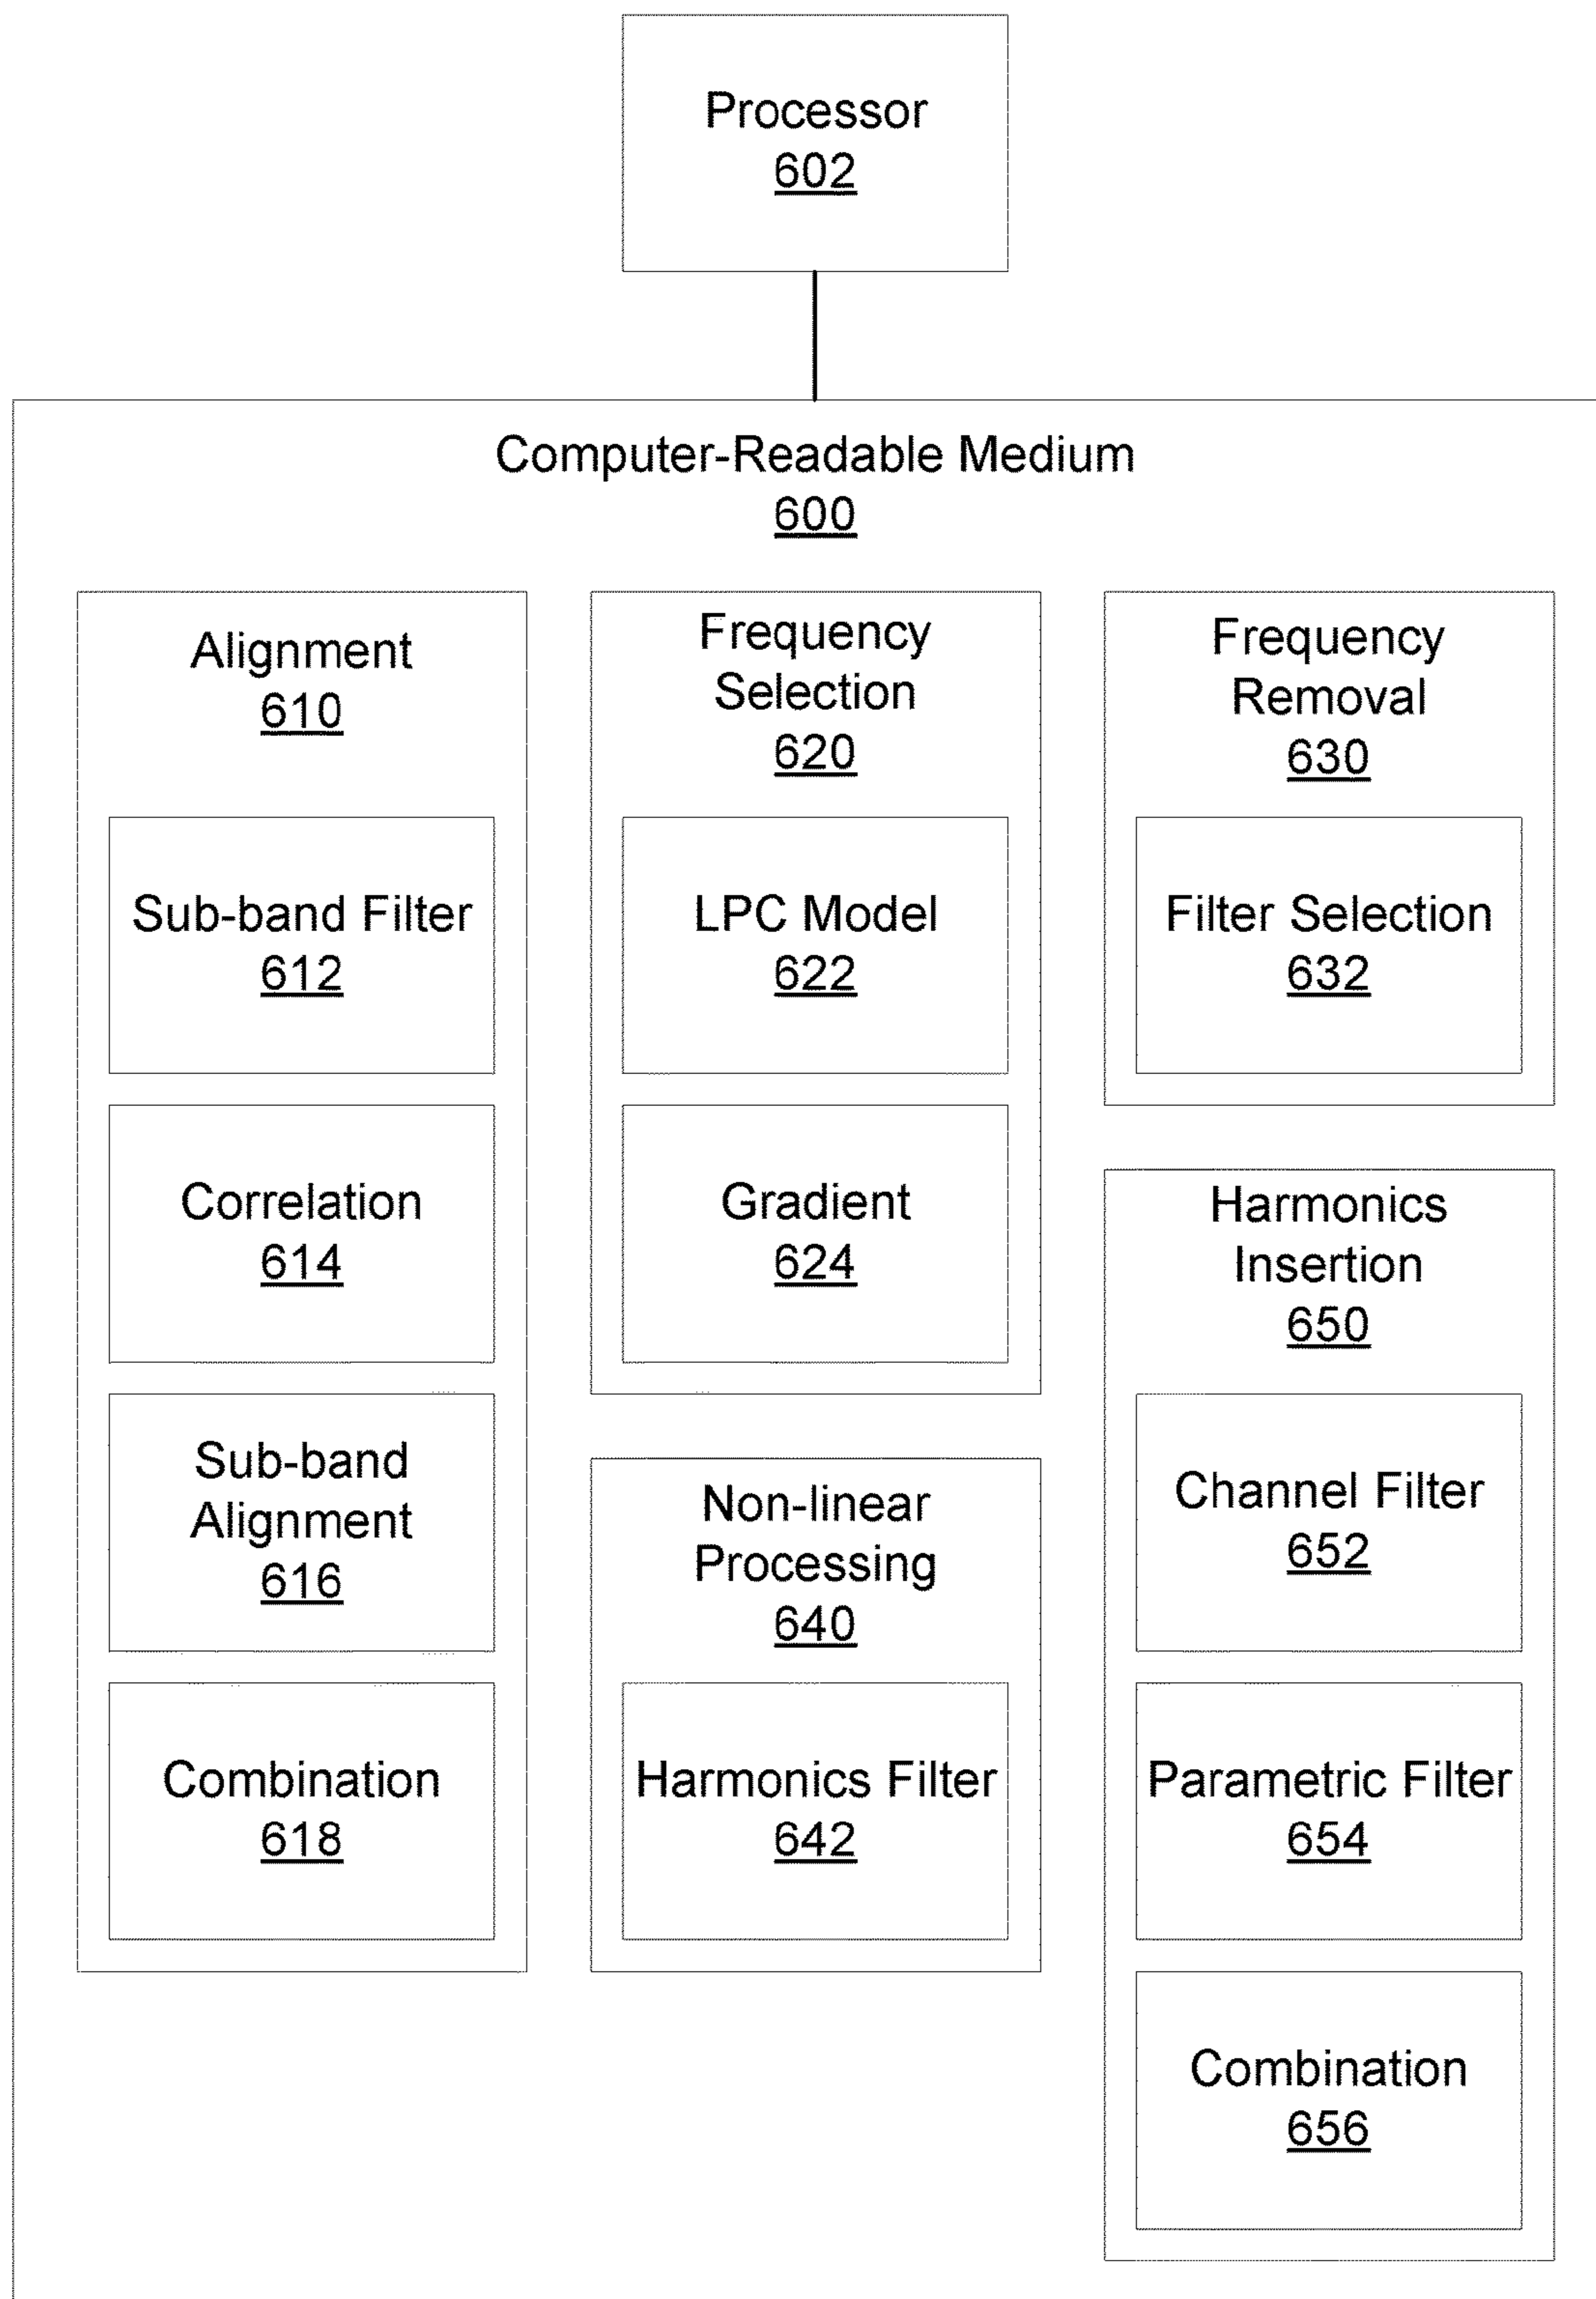 Processor
602
Computer-Readable Medium
600
Alignment
610
Sub-band Filter
612
Correlation
614
Sub-band
Alignment
616
Combination
618
Frequency
Selection
620
LPC Model
622
Gradient
624
Non-linear
Processing
640
Harmonics Filter
642
Frequency
Removal
630
Filter Selection
632
Harmonics
Insertion
650
Channel Filter
652
Parametric Filter
654
Combination
656